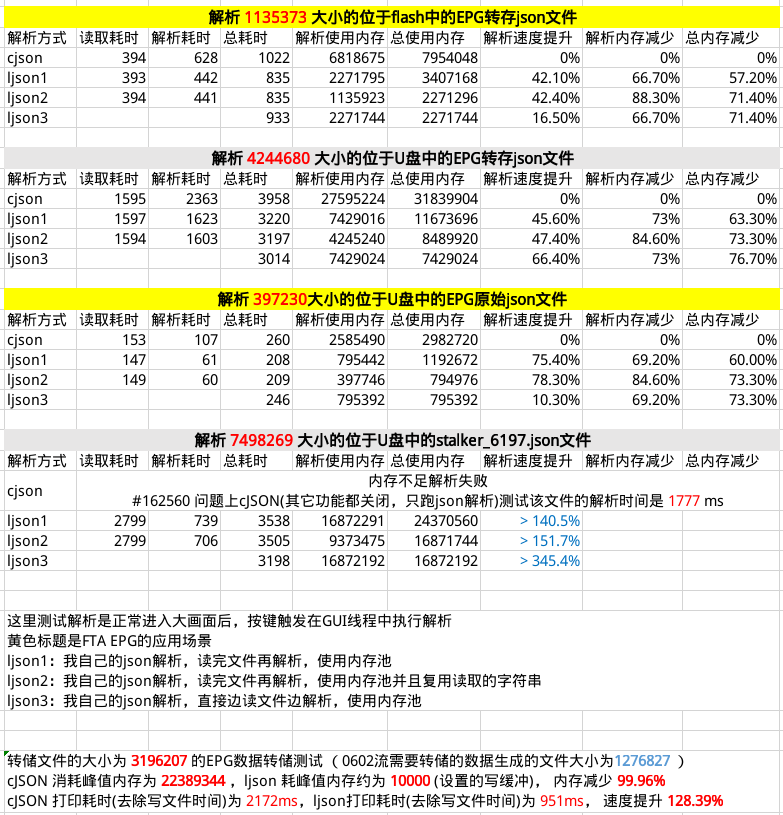 解析 1135373 大小的位于flash中的EPG转存json文件
解析方式 读取耗时 解析耗时 总耗时 解析使用内存 总使用内存 解析速度提升 解析内存减少 总内存减少
cjson 394 628 1022 6818675 7954048 0% 0% 0%
ljson1 393 442 835 2271795 3407168 42.10% 66.70% 57.20%
ljson2 394 441 835 1135923 2271296 42.40% 88.30% 71.40%
ljson3 933 2271744 2271744 16.50% 66.70% 71.40%
解析 4244680 大小的位于U盘中的EPG转存json文件
解析方式 读取耗时 解析耗时 总耗时 解析使用内存 总使用内存 解析速度提升 解析内存减少 总内存减少
cjson 1595 2363 3958 27595224 31839904 0% 0% 0%
ljson1 1597 1623 3220 7429016 11673696 45.60% 73% 63.30%
ljson2 1594 1603 3197 4245240 8489920 47.40% 84.60% 73.30%
ljson3 3014 7429024 7429024 66.40% 73% 76.70%
解析 397230大小的位于U盘中的EPG原始json文件
解析方式 读取耗时 解析耗时 总耗时 解析使用内存 总使用内存 解析速度提升 解析内存减少 总内存减少
cjson 153 107 260 2585490 2982720 0% 0% 0%
ljson1 147 61 208 795442 1192672 75.40% 69.20% 60.00%
ljson2 149 60 209 397746 794976 78.30% 84.60% 73.30%
ljson3 246 795392 795392 10.30% 69.20% 73.30%
解析 7498269 大小的位于U盘中的stalker_6197.json文件
解析方式 读取耗时 解析耗时 总耗时 解析使用内存 总使用内存 解析速度提升 解析内存减少 总内存减少
cjson 内存不足解析失败
#162560 问题上cJSON(其它功能都关闭，只跑json解析)测试该文件的解析时间是 1777 ms
ljson1 2799 739 3538 16872291 24370560 > 140.5%
ljson2 2799 706 3505 9373475 16871744 > 151.7%
ljson3 3198 16872192 16872192 > 345.4%
这里测试解析是正常进入大画面后，按键触发在GUI线程中执行解析
黄色标题是FTA EPG的应用场景
ljson1：我自己的json解析，读完文件再解析，使用内存池
ljson2：我自己的json解析，读完文件再解析，使用内存池并且复用读取的字符串
ljson3：我自己的json解析，直接边读文件边解析，使用内存池
转储文件的大小为 3196207 的EPG数据转储测试 （ 0602流需要转储的数据生成的文件大小为1276827 ）
cJSON 消耗峰值内存为 22389344 ，ljson 耗峰值内存约为 10000 (设置的写缓冲)， 内存减少 99.96%
cJSON 打印耗时(去除写文件时间)为 2172ms，ljson打印耗时(去除写文件时间)为 951ms， 速度提升 128.39%